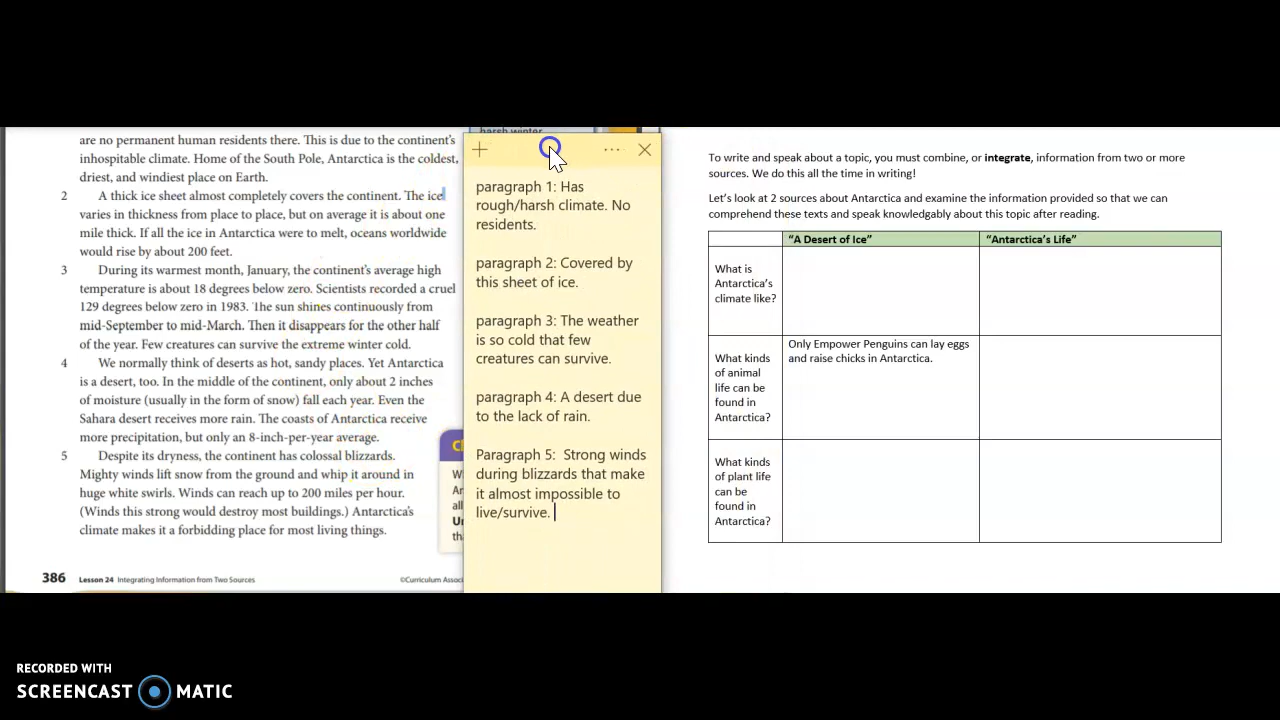 are no permanent human residents there. This is due to the continent's
inhospitable climate. Home of the South Pole, Antarctica is the coldest,
driest, and windiest place on Earth.
2 A thick ice sheet almost completely covers the continent. The ice
varies in thickness from place to place, but on average it is about one
mile thick. If all the ice in Antarctica were to melt, oceans worldwide
would rise by about 200 feet.
3 During its warmest month, January, the continent's average high
temperature is about 18 degrees below zero. Scientists recorded a cruel
129 degrees below zero in 1983. The sun shines continuously from
mid-September to mid-March. Then it disappears for the other half
of the year. Few creatures can survive the extreme winter cold.
4 We normally think of deserts as hot, sandy places. Yet Antarctica
is a desert, too. In the middle of the continent, only about 2 inches
of moisture (usually in the form of snow) fall each year. Even the
Sahara desert receives more rain. The coasts of Antarctica receive
more precipitation, but only an 8-inch-per-year average.
5 Despite its dryness, the continent has colossal blizzards.
Mighty winds lift snow from the ground and whip it around in
huge white swirls. Winds can reach up to 200 miles per hour.
(Winds this strong would destroy most buildings.) Antarctica's
climate makes it a forbidding place for most living things.
386 Lesson 24 Integrating Information from Two Sources
©Curriculum Assoc
harsh winter
paragraph 1: Has
rough/harsh climate. No
residents.
paragraph 2: Covered by
this sheet of ice.
paragraph 3: The weather
is so cold that few
creatures can survive.
paragraph 4: A desert due
to the lack of rain.
Paragraph 5: Strong winds
during blizzards that make
it almost impossible to
live/survive.
To write and speak about a topic, you must combine, or integrate, information from two or more
sources. We do this all the time in writing!
Let's look at 2 sources about Antarctica and examine the information provided so that we can
comprehend these texts and speak knowledgably about this topic after reading.
"A Desert of Ice" "Antarctica's Life"
What is
Antarctica's
climate like?
Only Empower Penguins can lay eggs
and raise chicks in Antarctica.
What kinds
of animal
life can be
found in
Antarctica?
What kinds
of plant life
can be
found in
Antarctica?
RECORDED WITH
SCREENCAST MATIC